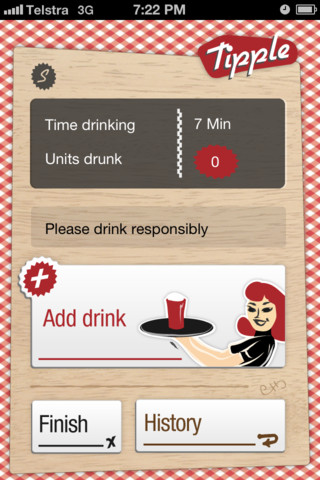 Telstra 3G 7:22 PM
Tipple
S
Time drinking 7 Min
Units drunk 0
Please drink responsibly
Add drink
Finish
History